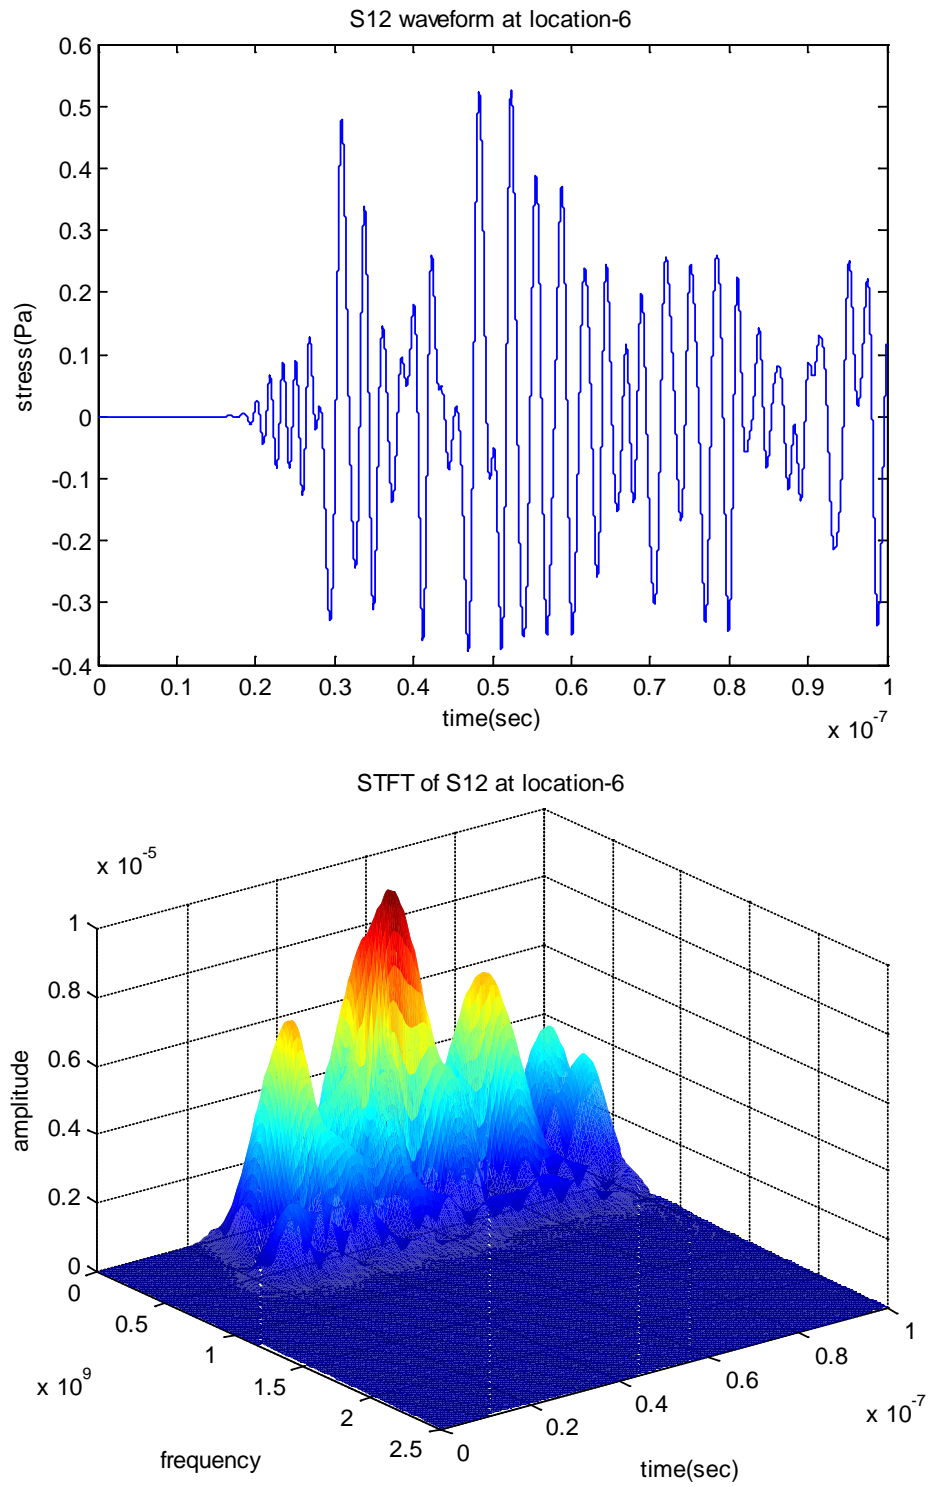 S12 waveform at location-6
0.6
0.5
0.4
0.3
0.2
0.1
0
-0.1
-0.2
-0.3
-0.4
stress(Pa)
0 0.1 0.2 0.3 0.4 0.5 0.6 0.7 0.8 0.9 1
time(sec)
x 10^-7
STFT of S12 at location-6
x 10^-5
1
0.8
0.6
0.4
0.2
0
amplitude
0
0.5
1
1.5
2
2.5
x 10^9
frequency
0
0.2
0.4
0.6
0.8
1
x 10^-7
time(sec)